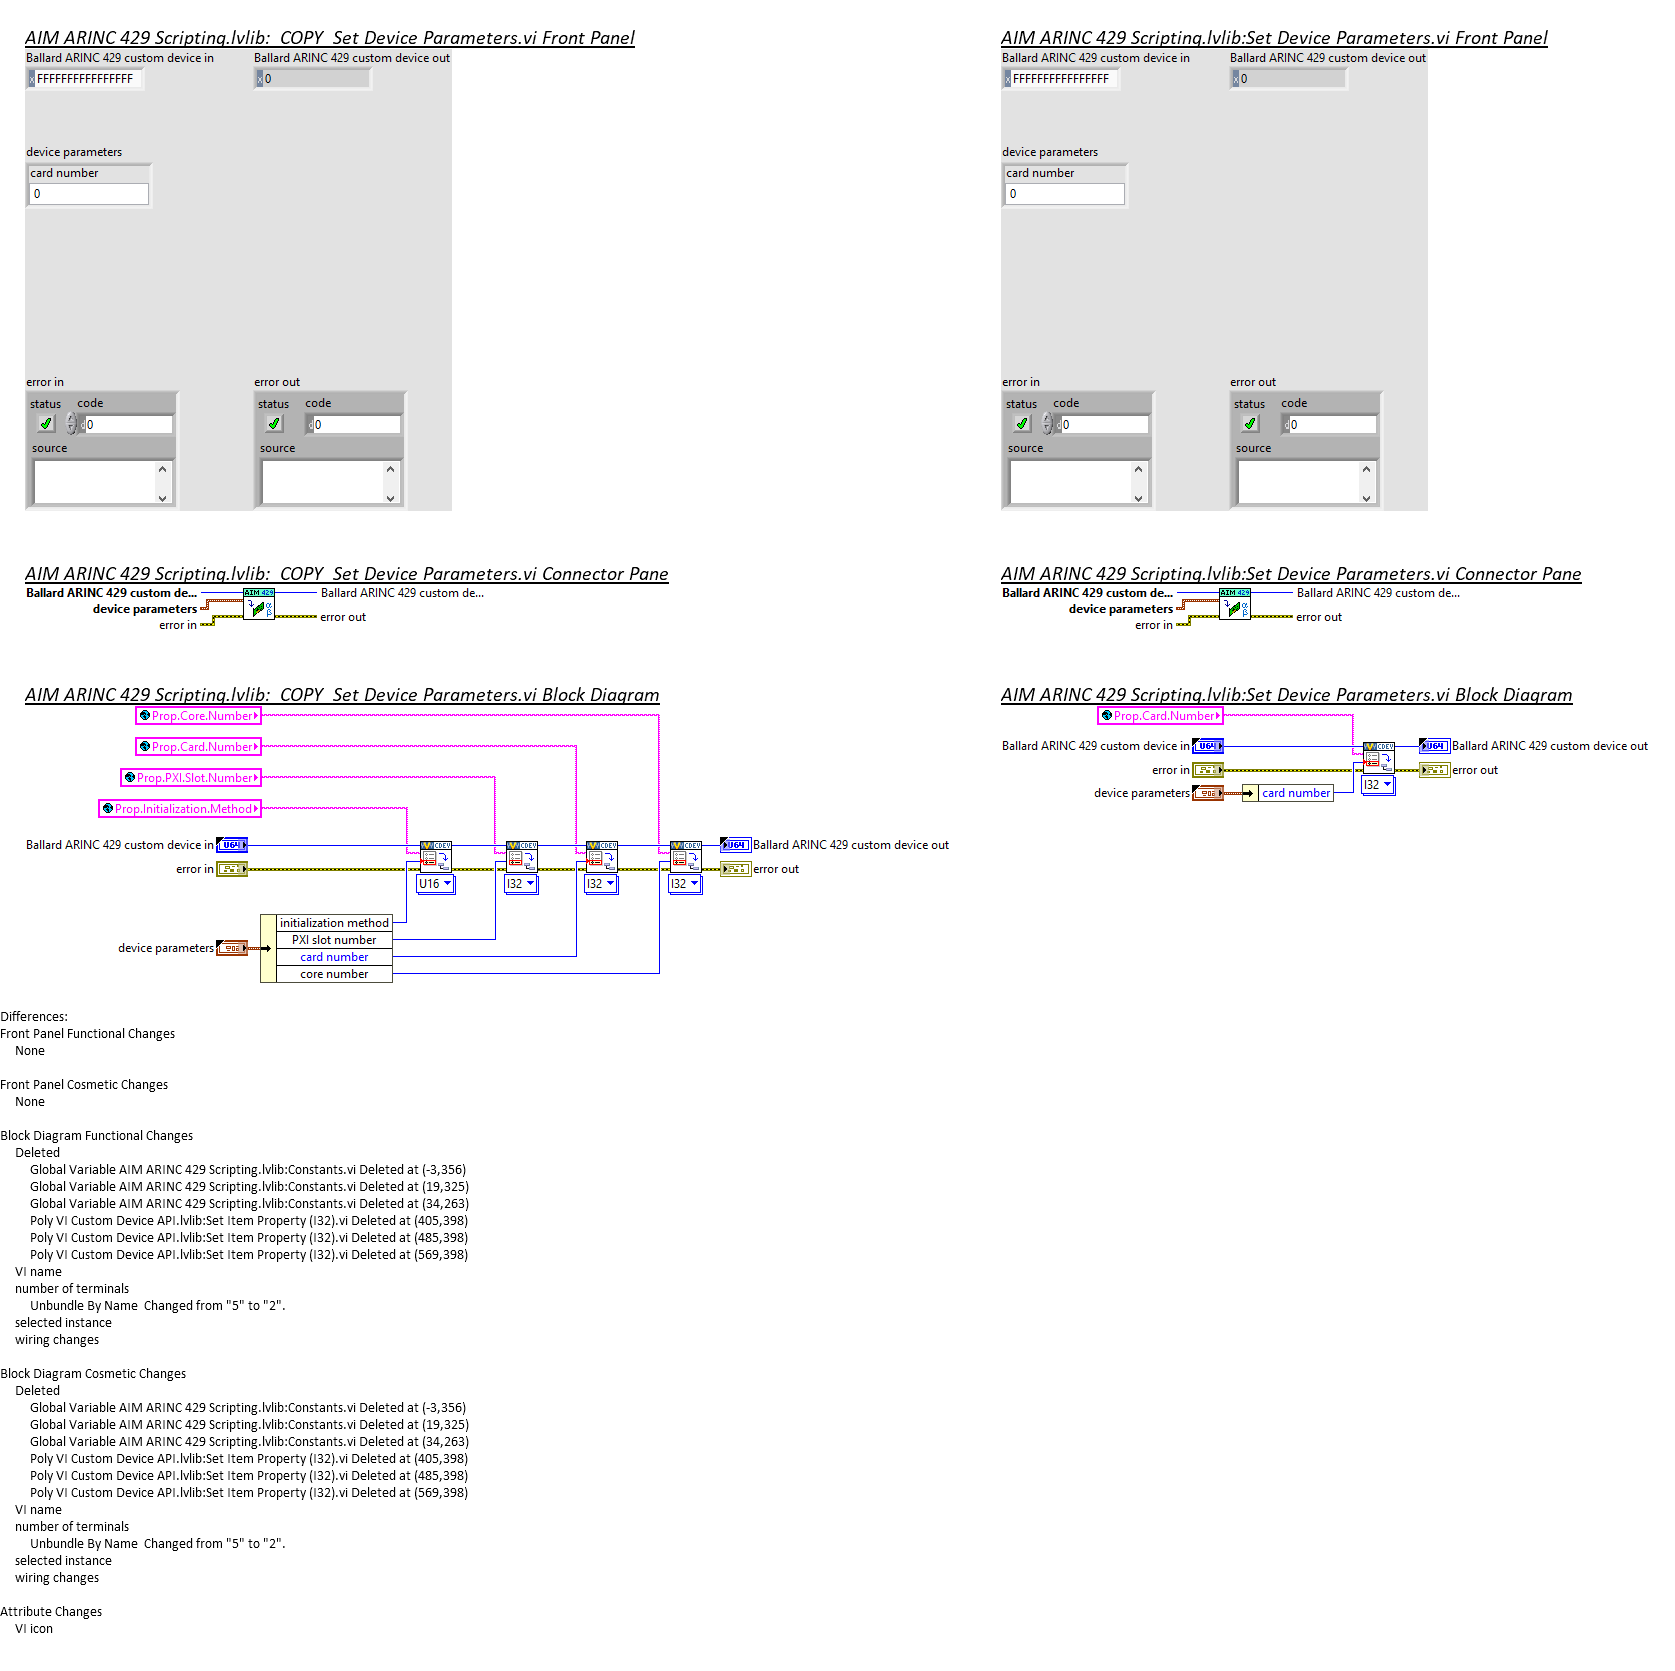 AIM ARINC 429 Scripting.lvlib:  COPY  Set Device Parameters.vi Front Panel
Ballard ARINC 429 custom device in
Ballard ARINC 429 custom device out
x FFFFFFFFFFFFFFFF
x 0
device parameters
card number
0
error in
error out
status
code
status
code
d 0
d 0
source
source
AIM ARINC 429 Scripting.lvlib:Set Device Parameters.vi Front Panel
Ballard ARINC 429 custom device in
Ballard ARINC 429 custom device out
x FFFFFFFFFFFFFFFF
x 0
device parameters
card number
0
error in
error out
status
code
status
code
d 0
d 0
source
source
AIM ARINC 429 Scripting.lvlib:  COPY  Set Device Parameters.vi Connector Pane
Ballard ARINC 429 custom de...
AIM 429
Ballard ARINC 429 custom de...
device parameters
α
β
error in
error out
AIM ARINC 429 Scripting.lvlib:Set Device Parameters.vi Connector Pane
Ballard ARINC 429 custom de...
AIM 429
Ballard ARINC 429 custom de...
device parameters
α
β
error in
error out
AIM ARINC 429 Scripting.lvlib:  COPY  Set Device Parameters.vi Block Diagram
Prop.Core.Number
Prop.Card.Number
Prop.PXI.Slot.Number
Prop.Initialization.Method
Ballard ARINC 429 custom device in
U64
CDEV
CDEV
CDEV
CDEV
U64
Ballard ARINC 429 custom device out
error in
error out
U16
I32
I32
I32
initialization method
PXI slot number
device parameters
card number
core number
AIM ARINC 429 Scripting.lvlib:Set Device Parameters.vi Block Diagram
Prop.Card.Number
Ballard ARINC 429 custom device in
U64
CDEV
U64
Ballard ARINC 429 custom device out
error in
error out
I32
device parameters
card number
Differences:
Front Panel Functional Changes
None
Front Panel Cosmetic Changes
None
Block Diagram Functional Changes
Deleted
Global Variable AIM ARINC 429 Scripting.lvlib:Constants.vi Deleted at (-3,356)
Global Variable AIM ARINC 429 Scripting.lvlib:Constants.vi Deleted at (19,325)
Global Variable AIM ARINC 429 Scripting.lvlib:Constants.vi Deleted at (34,263)
Poly VI Custom Device API.lvlib:Set Item Property (I32).vi Deleted at (405,398)
Poly VI Custom Device API.lvlib:Set Item Property (I32).vi Deleted at (485,398)
Poly VI Custom Device API.lvlib:Set Item Property (I32).vi Deleted at (569,398)
VI name
number of terminals
Unbundle By Name  Changed from "5" to "2".
selected instance
wiring changes
Block Diagram Cosmetic Changes
Deleted
Global Variable AIM ARINC 429 Scripting.lvlib:Constants.vi Deleted at (-3,356)
Global Variable AIM ARINC 429 Scripting.lvlib:Constants.vi Deleted at (19,325)
Global Variable AIM ARINC 429 Scripting.lvlib:Constants.vi Deleted at (34,263)
Poly VI Custom Device API.lvlib:Set Item Property (I32).vi Deleted at (405,398)
Poly VI Custom Device API.lvlib:Set Item Property (I32).vi Deleted at (485,398)
Poly VI Custom Device API.lvlib:Set Item Property (I32).vi Deleted at (569,398)
VI name
number of terminals
Unbundle By Name  Changed from "5" to "2".
selected instance
wiring changes
Attribute Changes
VI icon